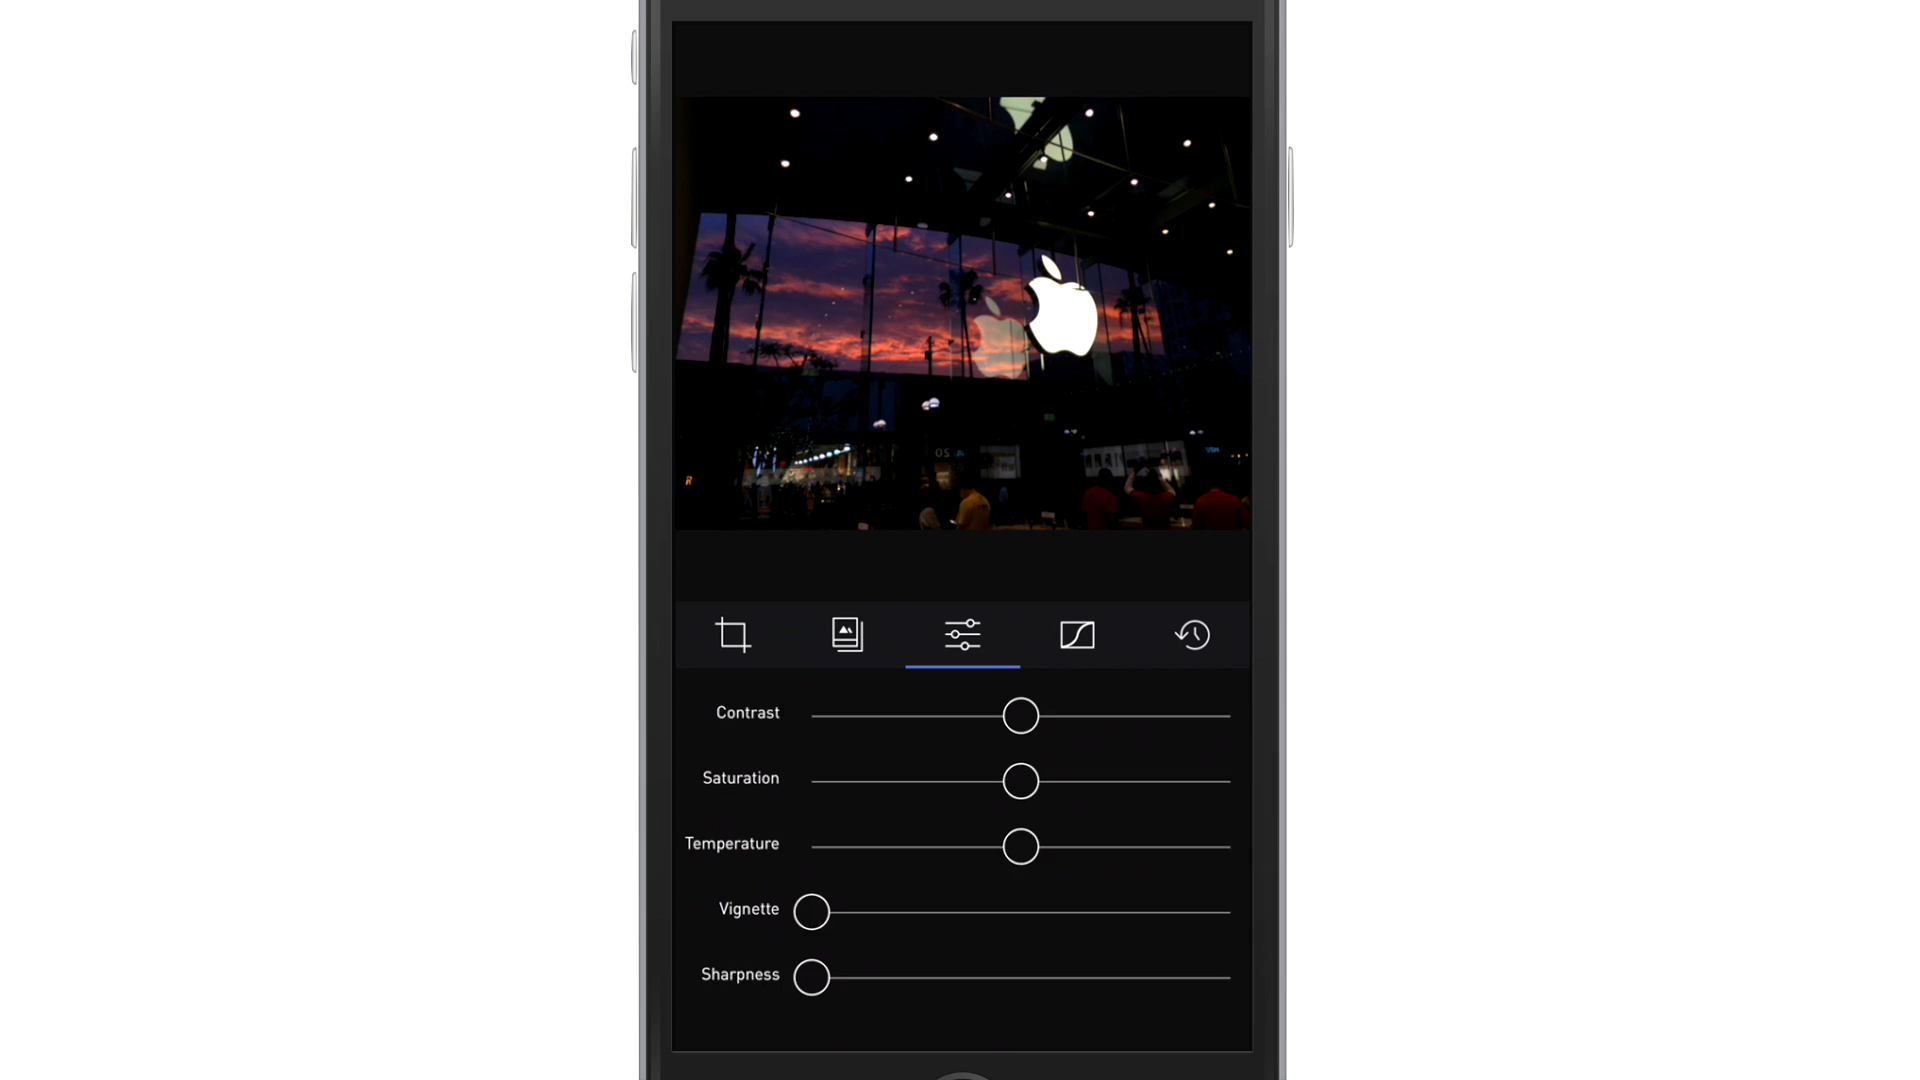 Contrast
Saturation
Temperature
Vignette
Sharpness